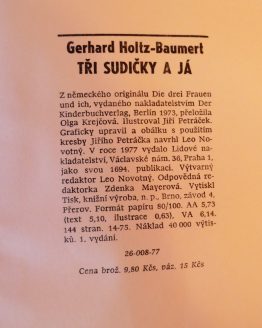 Gerhard Holtz-Baumert
TŘI SUDIČKY A JÁ
Z německého originálu Die drei Frauen
und ich, vydaného nakladatelstvím Der
Kinderbuchverlag, Berlin 1973, přeložila
Olga Krejčová, ilustroval Jiří Petráček.
Graficky upravil a obálku s použitím
kresby Jiřího Petráčka navrhl Leo Novot-
ný. V roce 1977 vydalo Lidové na-
kladatelství, Václavské nám. 36, Praha 1,
jako svou 1694. publikaci. Výtvarný
redaktor Leo Novotný. Odpovědná re-
daktorka Zdenka Mayerová. Vytiskl
Tisk, knižní výroba, n. p., Brno, závod 4,
Přerov. Formát papíru 80/100. AA 5,73
(text 5,10, ilustrace 0,63), VA 6,14.
144 stran. 14-75. Náklad 40 000 výtis-
ků. 1. vydání.
26-008-77
Cena brož. 9,80 Kčs, váz. 15 Kčs